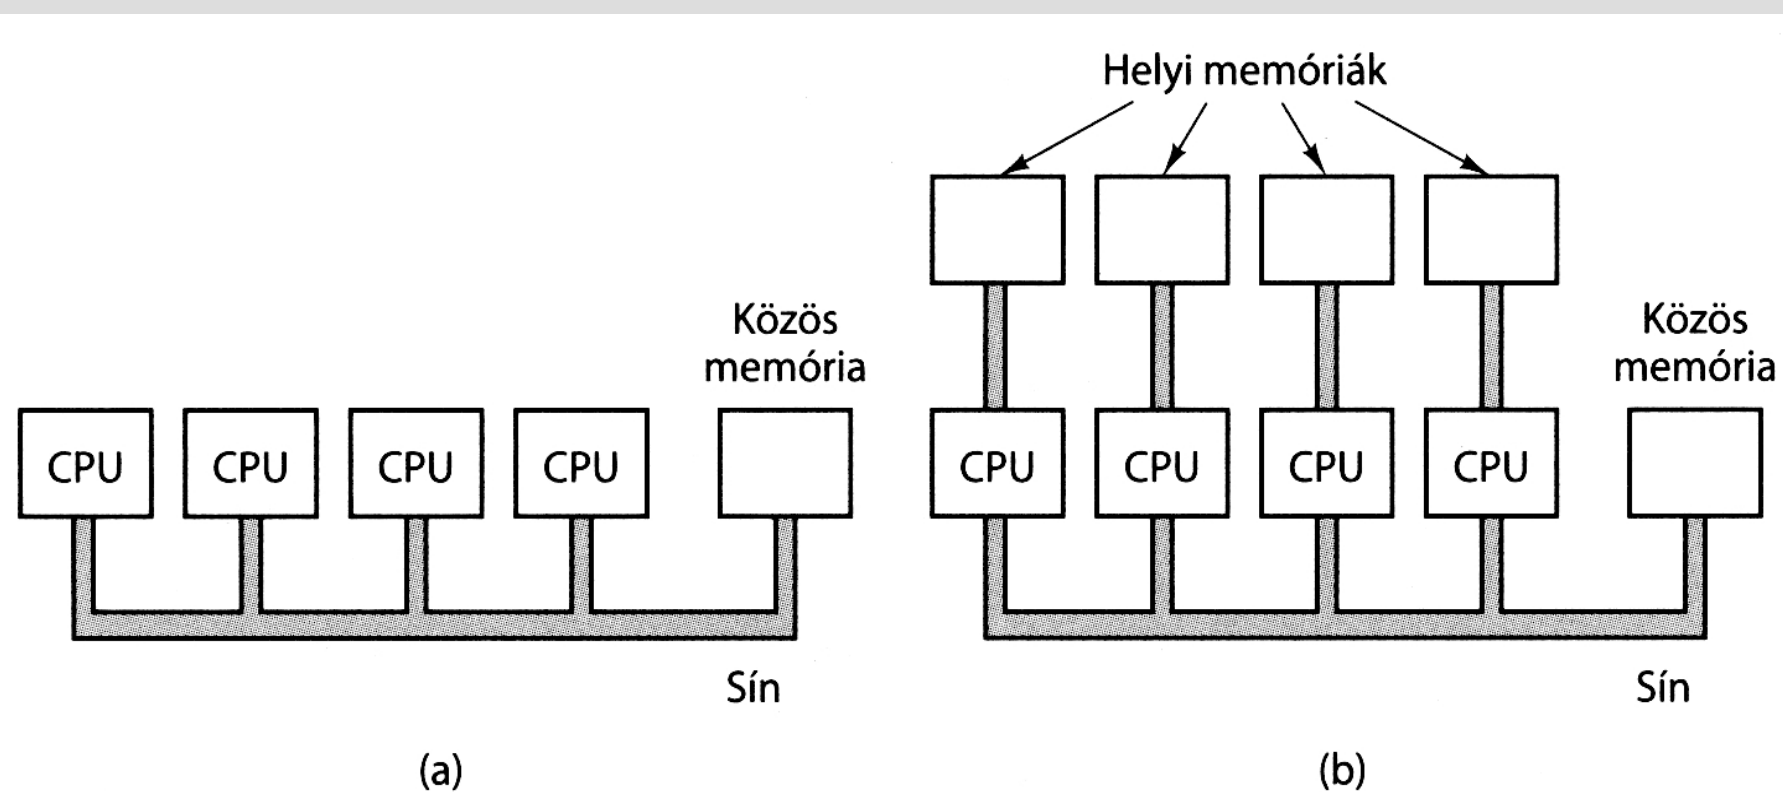 Helyi memóriák
Közös
memória
CPU CPU CPU CPU
Sín
(a)
Közös
memória
CPU CPU CPU CPU
Sín
(b)